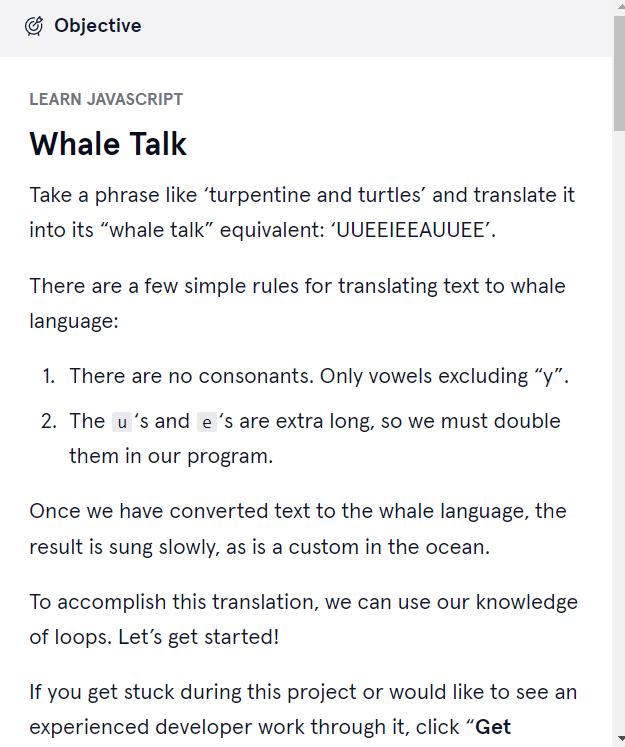 Objective
LEARN JAVASCRIPT
Whale Talk
Take a phrase like ‘turpentine and turtles’ and translate it
into its “whale talk” equivalent: ‘UUEEIEEAUUEE’.
There are a few simple rules for translating text to whale
language:
1. There are no consonants. Only vowels excluding “y”.
2. The u ‘s and e ‘s are extra long, so we must double
them in our program.
Once we have converted text to the whale language, the
result is sung slowly, as is a custom in the ocean.
To accomplish this translation, we can use our knowledge
of loops. Let’s get started!
If you get stuck during this project or would like to see an
experienced developer work through it, click “Get